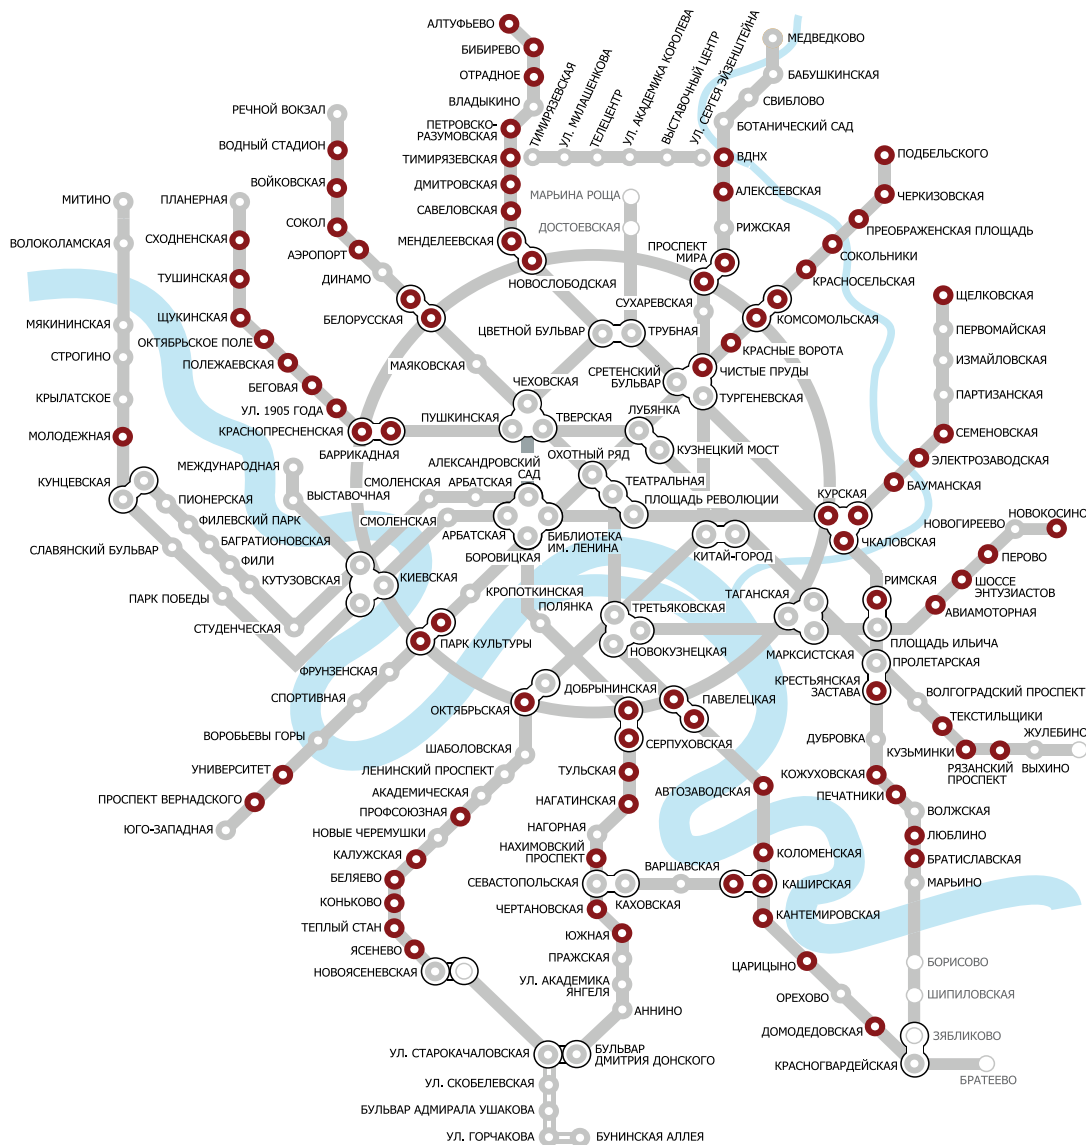 АЛТУФЬЕВО
БИБИРЕВО
ОТРАДНОЕ
ВЛАДЫКИНО
ПЕТРОВСКО-
РАЗУМОВСКАЯ
ТИМИРЯЗЕВСКАЯ
ДМИТРОВСКАЯ
САВЕЛОВСКАЯ
МЕНДЕЛЕЕВСКАЯ
НОВОСЛОБОДСКАЯ
ТИМИРЯЗЕВСКАЯ
УЛ. МИЛАШЕНКОВА
ТЕЛЕЦЕНТР
УЛ. АКАДЕМИКА КОРОЛЕВА
ВЫСТАВОЧНЫЙ ЦЕНТР
УЛ. СЕРГЕЯ ЭЙЗЕНШТЕЙНА
МЕДВЕДКОВО
БАБУШКИНСКАЯ
СВИБЛОВО
БОТАНИЧЕСКИЙ САД
ВДНХ
АЛЕКСЕЕВСКАЯ
РИЖСКАЯ
ПРОСПЕКТ
МИРА
СУХАРЕВСКАЯ
МАРЬИНА РОЩА
ДОСТОЕВСКАЯ
ПОДБЕЛЬСКОГО
ЧЕРКИЗОВСКАЯ
ПРЕОБРАЖЕНСКАЯ ПЛОЩАДЬ
СОКОЛЬНИКИ
КРАСНОСЕЛЬСКАЯ
КОМСОМОЛЬСКАЯ
КРАСНЫЕ ВОРОТА
ЧИСТЫЕ ПРУДЫ
РЕЧНОЙ ВОКЗАЛ
ВОДНЫЙ СТАДИОН
ВОЙКОВСКАЯ
СОКОЛ
АЭРОПОРТ
ДИНАМО
БЕЛОРУССКАЯ
МАЯКОВСКАЯ
МИТИНО
ВОЛОКОЛАМСКАЯ
МЯКИНИНСКАЯ
СТРОГИНО
КРЫЛАТСКОЕ
МОЛОДЕЖНАЯ
КУНЦЕВСКАЯ
ПЛАНЕРНАЯ
СХОДНЕНСКАЯ
ТУШИНСКАЯ
ЩУКИНСКАЯ
ОКТЯБРЬСКОЕ ПОЛЕ
ПОЛЕЖАЕВСКАЯ
БЕГОВАЯ
УЛ. 1905 ГОДА
КРАСНОПРЕСНЕНСКАЯ
БАРРИКАДНАЯ
ЦВЕТНОЙ БУЛЬВАР
ТРУБНАЯ
СРЕТЕНСКИЙ
БУЛЬВАР
ТУРГЕНЕВСКАЯ
ЧЕХОВСКАЯ
ПУШКИНСКАЯ
ТВЕРСКАЯ
ЛУБЯНКА
КУЗНЕЦКИЙ МОСТ
ОХОТНЫЙ РЯД
ТЕАТРАЛЬНАЯ
ПЛОЩАДЬ РЕВОЛЮЦИИ
ЩЕЛКОВСКАЯ
ПЕРВОМАЙСКАЯ
ИЗМАЙЛОВСКАЯ
ПАРТИЗАНСКАЯ
СЕМЕНОВСКАЯ
ЭЛЕКТРОЗАВОДСКАЯ
БАУМАНСКАЯ
КУРСКАЯ
ЧКАЛОВСКАЯ
НОВОКОСИНО
НОВОГИРЕЕВО
ПЕРОВО
ШОССЕ
ЭНТУЗИАСТОВ
АВИАМОТОРНАЯ
РИМСКАЯ
ПЛОЩАДЬ ИЛЬИЧА
МЕЖДУНАРОДНАЯ
ВЫСТАВОЧНАЯ
СМОЛЕНСКАЯ
АРБАТСКАЯ
АЛЕКСАНДРОВСКИЙ
САД
СМОЛЕНСКАЯ
АРБАТСКАЯ
БОРОВИЦКАЯ
БИБЛИОТЕКА
ИМ. ЛЕНИНА
КИТАЙ-ГОРОД
ПИОНЕРСКАЯ
ФИЛЕВСКИЙ ПАРК
БАГРАТИОНОВСКАЯ
ФИЛИ
КУТУЗОВСКАЯ
СТУДЕНЧЕСКАЯ
СЛАВЯНСКИЙ БУЛЬВАР
ПАРК ПОБЕДЫ
КИЕВСКАЯ
КРОПОТКИНСКАЯ
ПОЛЯНКА
ТРЕТЬЯКОВСКАЯ
НОВОКУЗНЕЦКАЯ
ТАГАНСКАЯ
МАРКСИСТСКАЯ
ПРОЛЕТАРСКАЯ
КРЕСТЬЯНСКАЯ
ЗАСТАВА
ПАРК КУЛЬТУРЫ
ФРУНЗЕНСКАЯ
СПОРТИВНАЯ
ВОРОБЬЕВЫ ГОРЫ
УНИВЕРСИТЕТ
ПРОСПЕКТ ВЕРНАДСКОГО
ЮГО-ЗАПАДНАЯ
ОКТЯБРЬСКАЯ
ДОБРЫНИНСКАЯ
СЕРПУХОВСКАЯ
ПАВЕЛЕЦКАЯ
ВОЛГОГРАДСКИЙ ПРОСПЕКТ
ТЕКСТИЛЬЩИКИ
КУЗЬМИНКИ
РЯЗАНСКИЙ
ПРОСПЕКТ
ВЫХИНО
ЖУЛЕБИНО
ДУБРОВКА
КОЖУХОВСКАЯ
ПЕЧАТНИКИ
ВОЛЖСКАЯ
ЛЮБЛИНО
БРАТИСЛАВСКАЯ
МАРЬИНО
БОРИСОВО
ШИПИЛОВСКАЯ
ЗЯБЛИКОВО
КРАСНОГВАРДЕЙСКАЯ
БРАТЕЕВО
ШАБОЛОВСКАЯ
ЛЕНИНСКИЙ ПРОСПЕКТ
АКАДЕМИЧЕСКАЯ
ПРОФСОЮЗНАЯ
НОВЫЕ ЧЕРЕМУШКИ
КАЛУЖСКАЯ
БЕЛЯЕВО
КОНЬКОВО
ТЕПЛЫЙ СТАН
ЯСЕНЕВО
НОВОЯСЕНЕВСКАЯ
ТУЛЬСКАЯ
НАГАТИНСКАЯ
НАГОРНАЯ
НАХИМОВСКИЙ
ПРОСПЕКТ
СЕВАСТОПОЛЬСКАЯ
КАХОВСКАЯ
ВАРШАВСКАЯ
КАШИРСКАЯ
ЧЕРТАНОВСКАЯ
ЮЖНАЯ
ПРАЖСКАЯ
УЛ. АКАДЕМИКА
ЯНГЕЛЯ
АННИНО
АВТОЗАВОДСКАЯ
КОЛОМЕНСКАЯ
КАНТЕМИРОВСКАЯ
ЦАРИЦЫНО
ОРЕХОВО
ДОМОДЕДОВСКАЯ
УЛ. СТАРОКАЧАЛОВСКАЯ
БУЛЬВАР
ДМИТРИЯ ДОНСКОГО
УЛ. СКОБЕЛЕВСКАЯ
БУЛЬВАР АДМИРАЛА УШАКОВА
УЛ. ГОРЧАКОВА
БУНИНСКАЯ АЛЛЕЯ